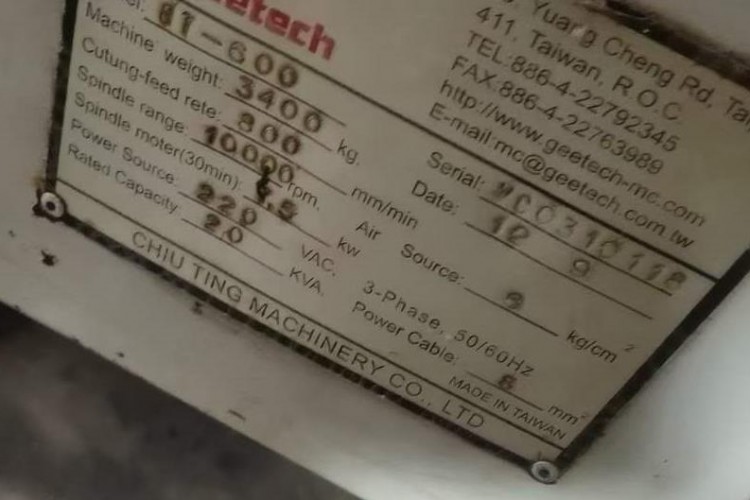 eetech
Yuang Cheng Rd, Tai
411, Taiwan, R.O.C.
TEL:886-4-22792345
FAX:886-4-22763989
http://www.geetech-mc.com
E-mail:mc@geetech.com.tw
-600
Machine weight: 3400 kg.
Cutung-feed rete: 800 mm/min
Spindle range: 10000 rpm.
Spindle moter(30min): kw
Power Source: 220 VAC, 3-Phase, 50/60Hz
Rated Capacity: 20 KVA.
Serial:
Date: 12 9
Air Source: kg/cm²
Power Cable: 8 mm²
MADE IN TAIWAN
CHIU TING MACHINERY CO., LTD